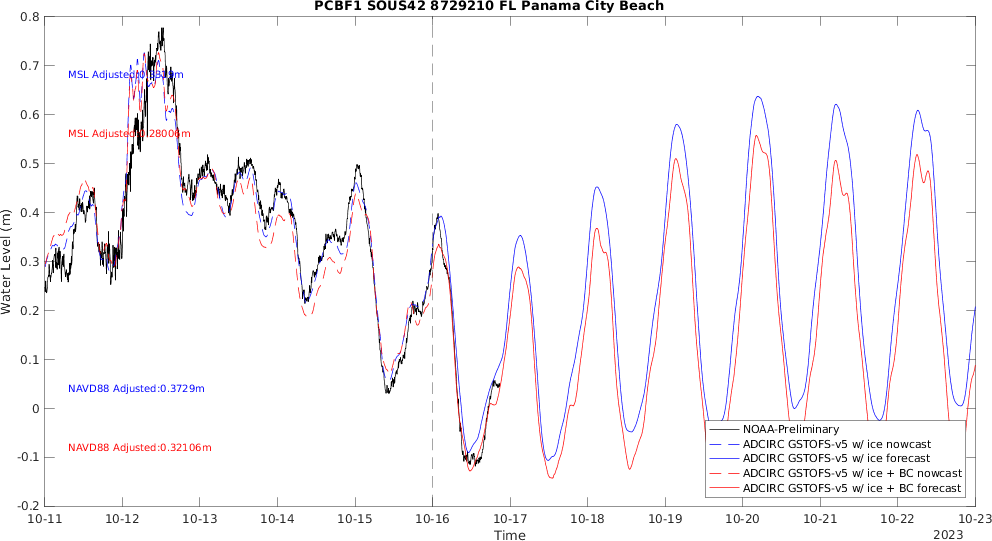 PCBF1 SOUS42 8729210 FL Panama City Beach
0.8
0.7
0.6
0.5
0.4
0.3
0.2
0.1
0
-0.1
-0.2
Water Level (m)
MSL
NAVD88 Adjusted:0.3729m
NAVD88 Adjusted:0.32106m
NOAA-Preliminary
ADCIRC GSTOFS-v5 w/ ice nowcast
ADCIRC GSTOFS-v5 w/ ice forecast
ADCIRC GSTOFS-v5 w/ ice + BC nowcast
ADCIRC GSTOFS-v5 w/ ice + BC forecast
10-11 10-12 10-13 10-14 10-15 10-16 10-17 10-18 10-19 10-20 10-21 10-22 10-23
Time
2023